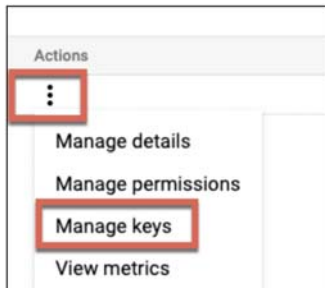 Actions
Manage details
Manage permissions
Manage keys
View metrics